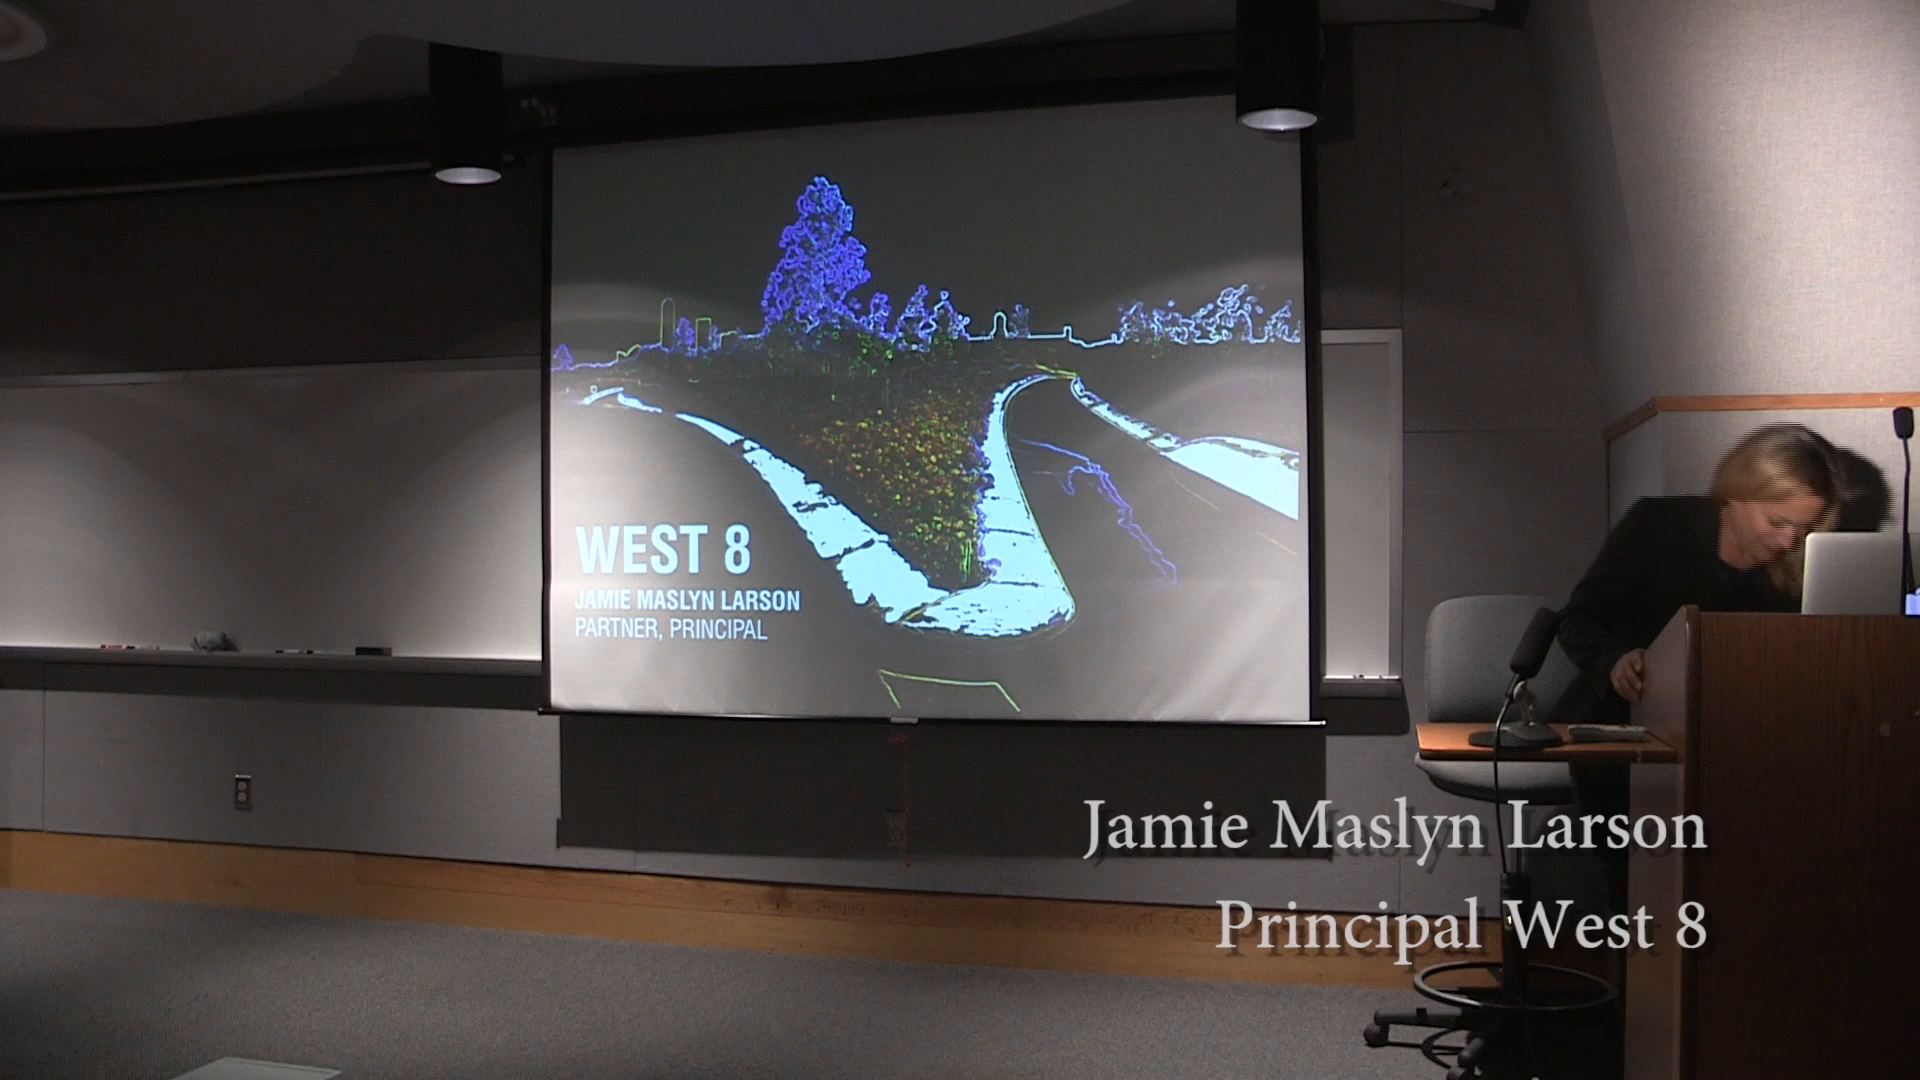 WEST 8
JAMIE MASLYN LARSON
PARTNER, PRINCIPAL
Jamie Maslyn Larson
Principal West 8